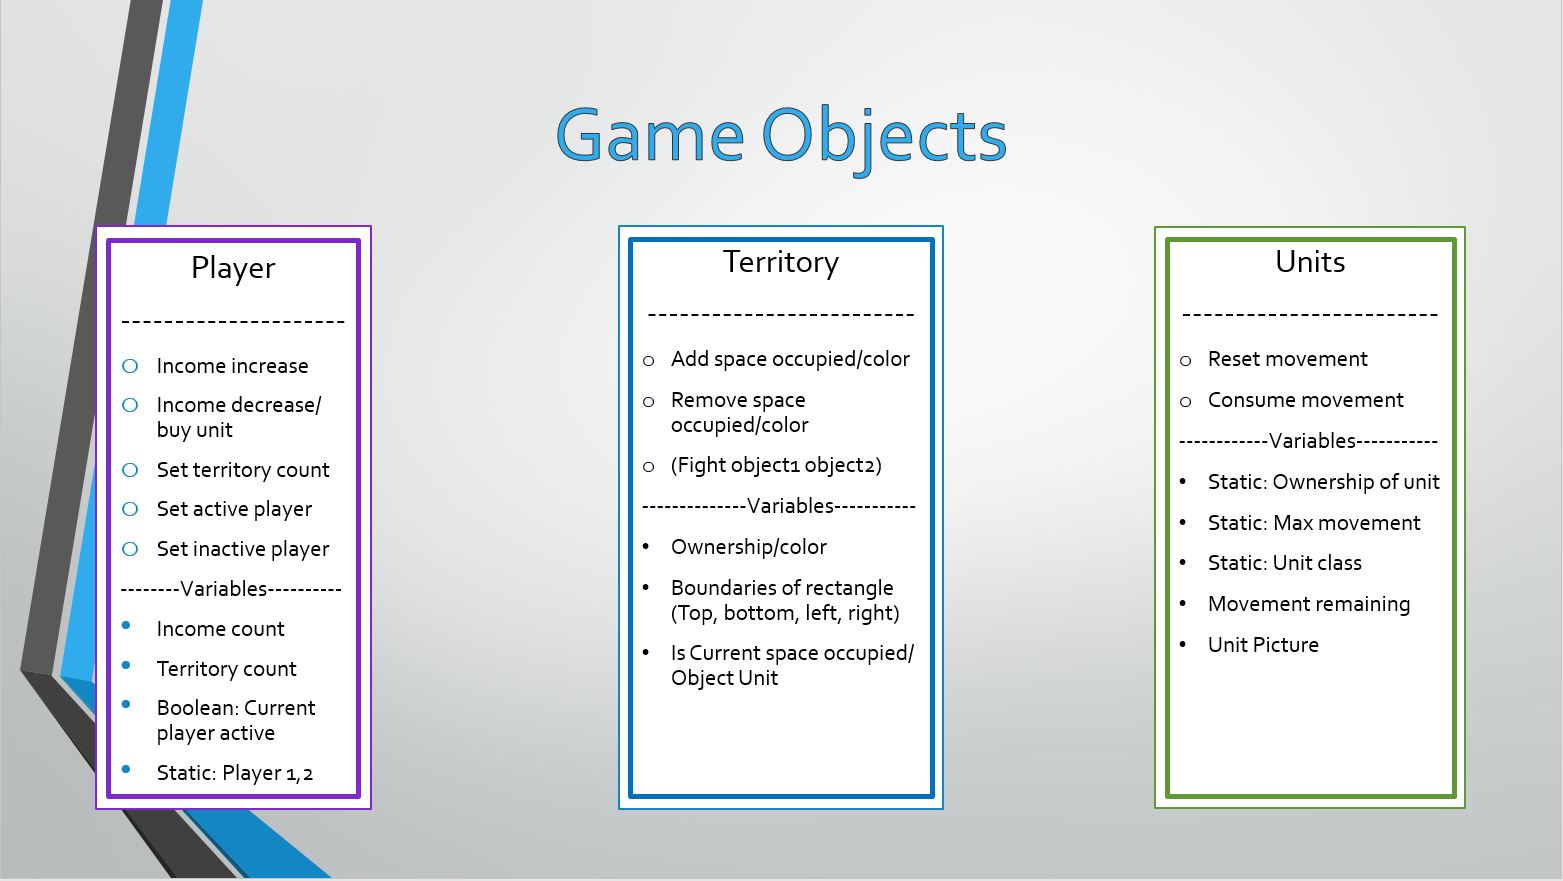 Game Objects
Player
---------------------
o Income increase
o Income decrease/
buy unit
o Set territory count
o Set active player
o Set inactive player
--------Variables----------
• Income count
• Territory count
• Boolean: Current
player active
• Static: Player 1,2
Territory
-------------------------
o Add space occupied/color
o Remove space
occupied/color
o (Fight object1 object2)
--------------Variables-----------
• Ownership/color
• Boundaries of rectangle
(Top, bottom, left, right)
• Is Current space occupied/
Object Unit
Units
------------------------
o Reset movement
o Consume movement
------------Variables-----------
• Static: Ownership of unit
• Static: Max movement
• Static: Unit class
• Movement remaining
• Unit Picture